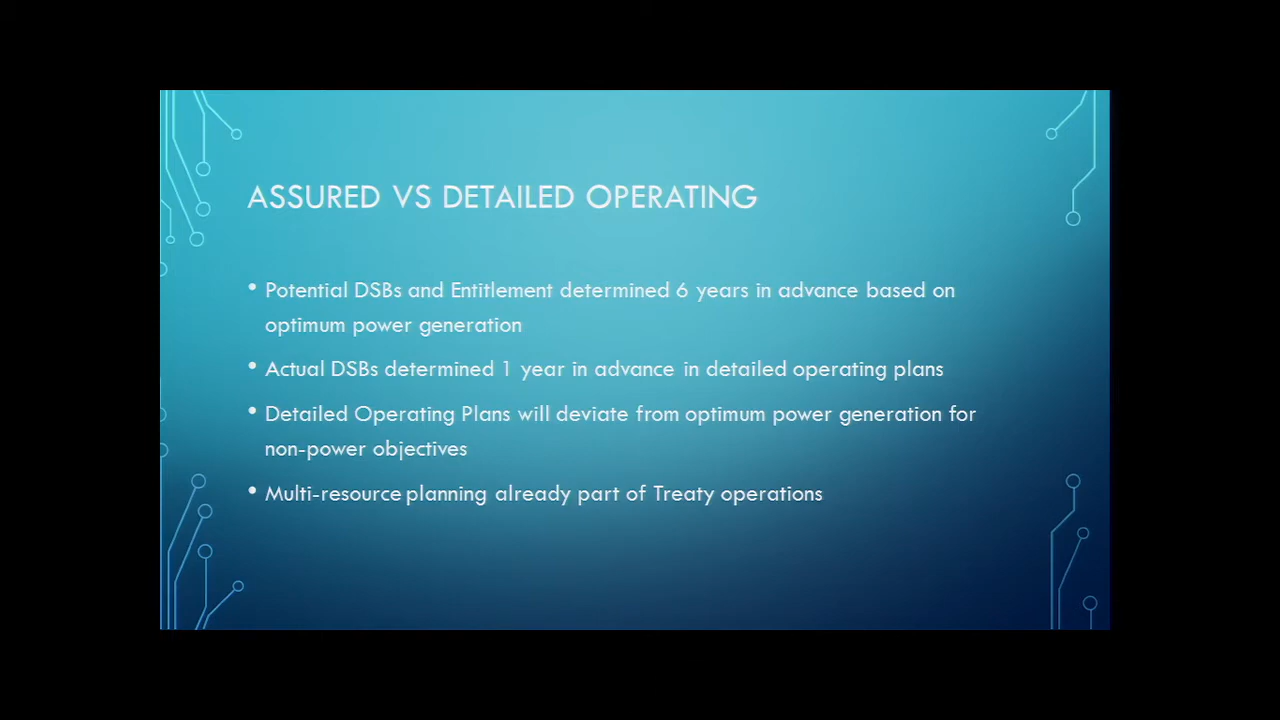 ASSURED VS DETAILED OPERATING
• Potential DSBs and Entitlement determined 6 years in advance based on
optimum power generation
• Actual DSBs determined 1 year in advance in detailed operating plans
• Detailed Operating Plans will deviate from optimum power generation for
non-power objectives
• Multi-resource planning already part of Treaty operations